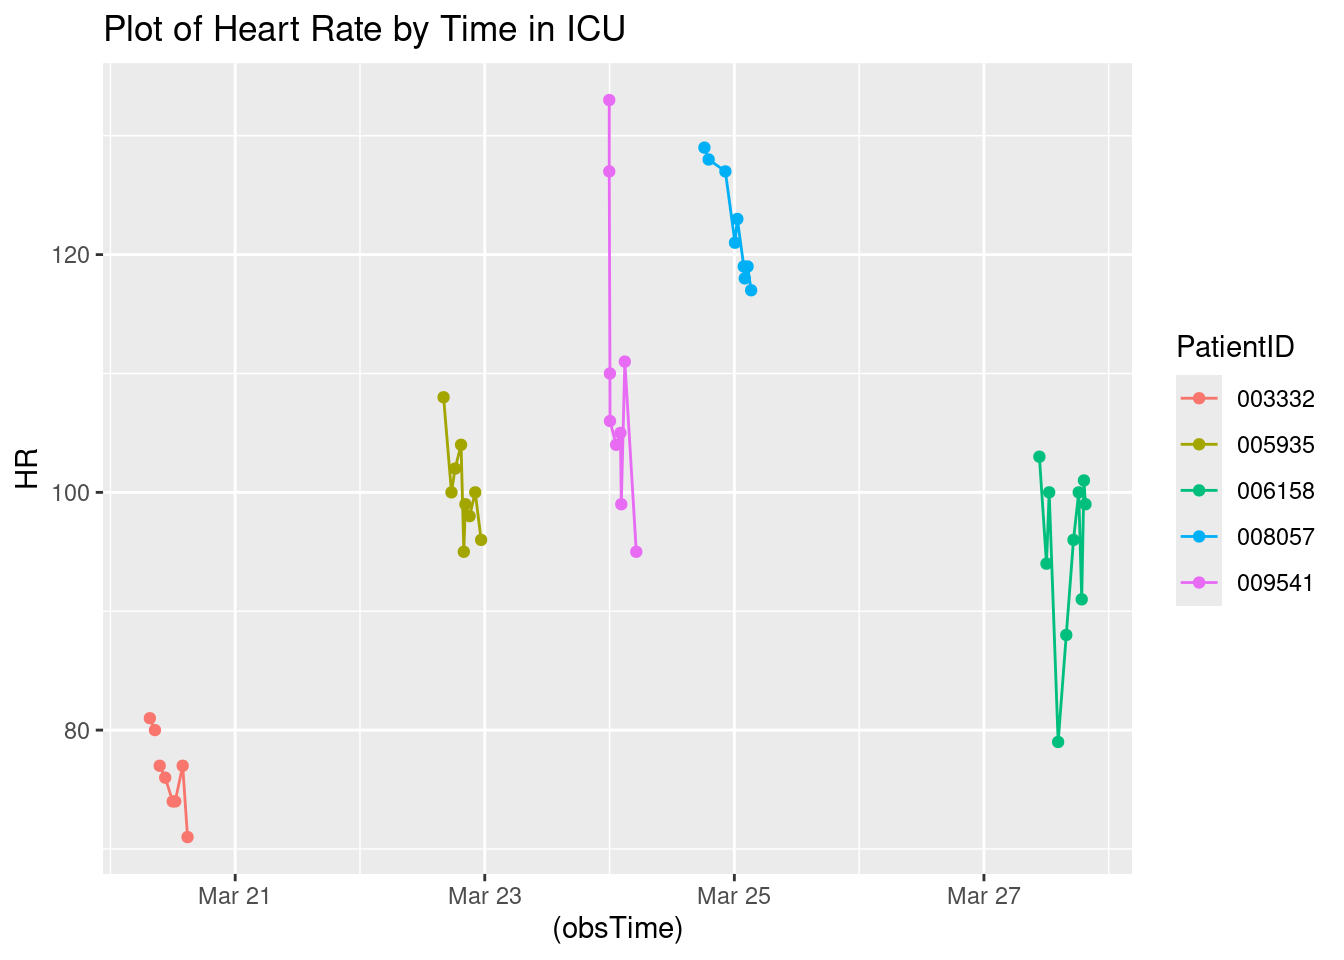 Plot of Heart Rate by Time in ICU
HR
120
100
80
Mar 21
Mar 23
Mar 25
Mar 27
(obsTime)
PatientID
003332
005935
006158
008057
009541